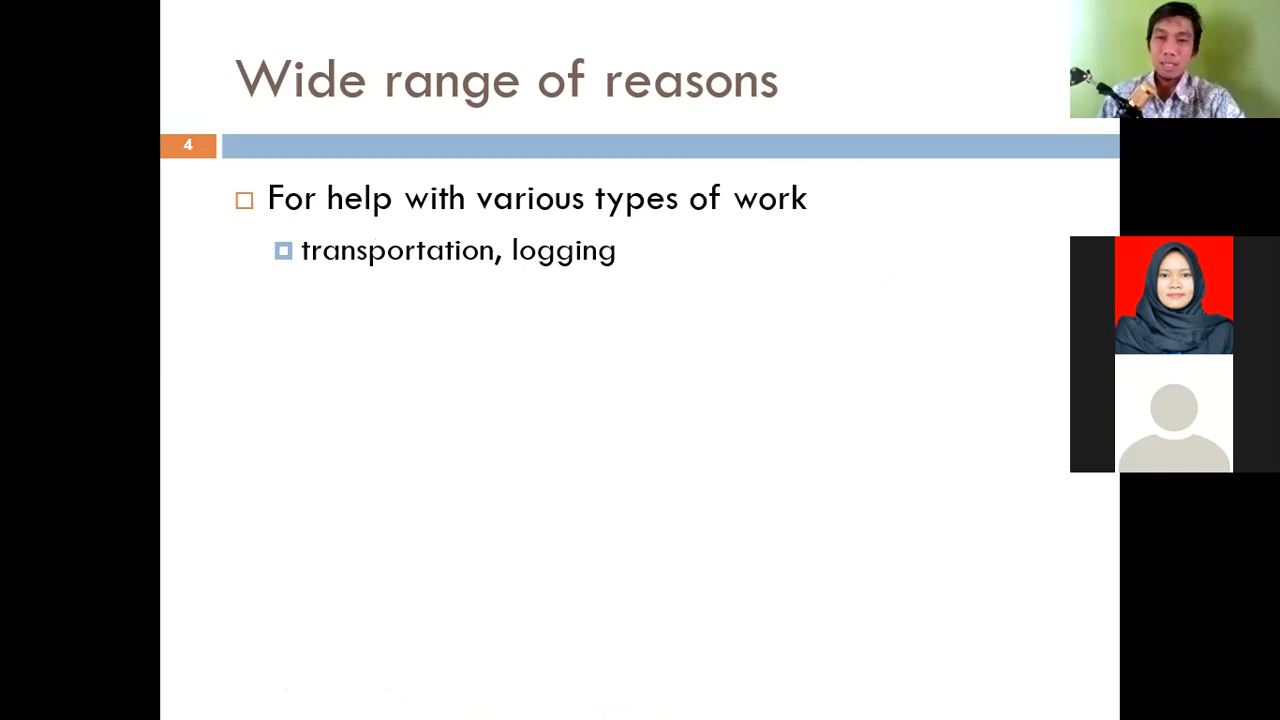 Wide range of reasons
4
For help with various types of work
transportation, logging